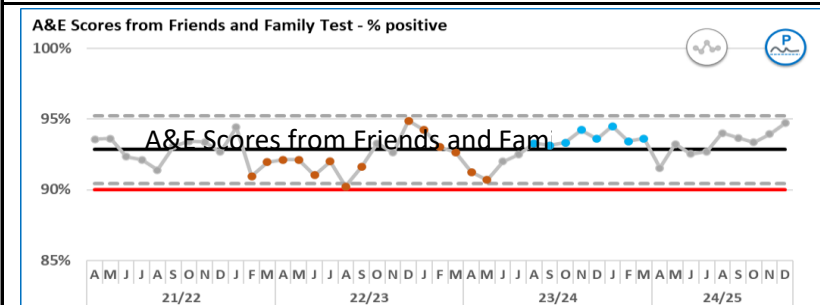 A&E Scores from Friends and Family Test - % positive
P
100%
95%
A&E Scores from Friends and Fami
90%
85%
A M J J A S O N D J F M A M J J A S O N D J F M A M J J A S O N D J F M A M J J A S O N D
21/22 22/23 23/24 24/25